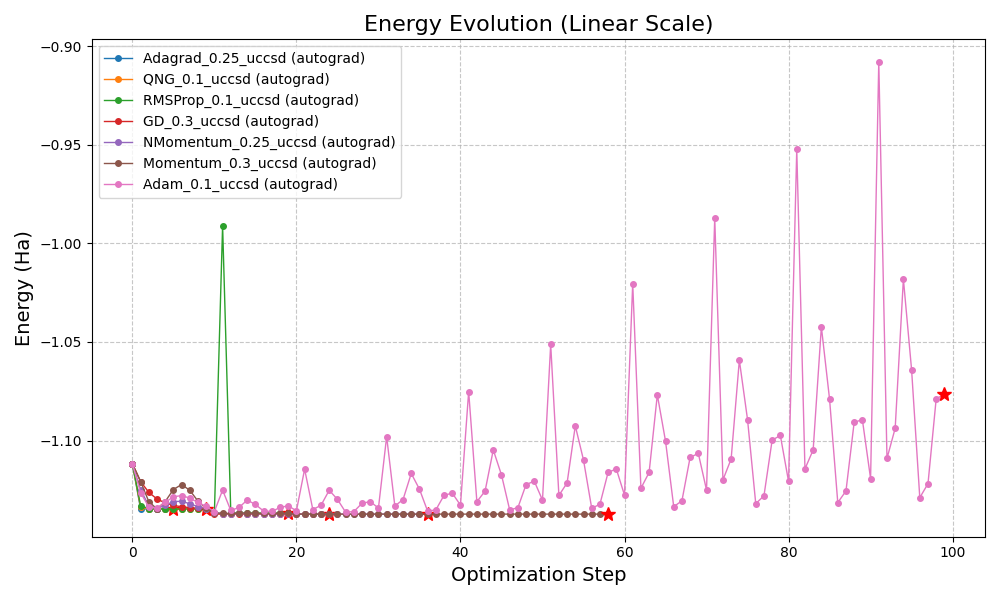 Energy Evolution (Linear Scale)
Energy (Ha)
−0.90
−0.95
−1.00
−1.05
−1.10
Adagrad_0.25_uccsd (autograd)
QNG_0.1_uccsd (autograd)
RMSProp_0.1_uccsd (autograd)
GD_0.3_uccsd (autograd)
NMomentum_0.25_uccsd (autograd)
Momentum_0.3_uccsd (autograd)
Adam_0.1_uccsd (autograd)
0 20 40 60 80 100
Optimization Step